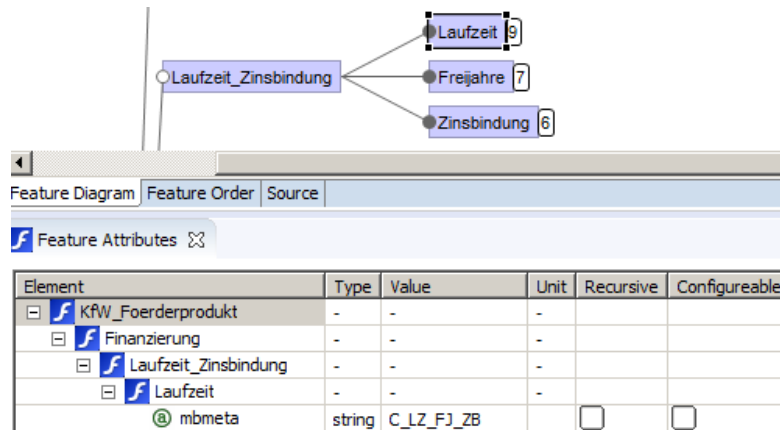 Laufzeit 9
Laufzeit_Zinsbindung
Freijahre 7
Zinsbindung 6
Feature Diagram Feature Order Source
Feature Attributes
Element Type Value Unit Recursive Configureable
KfW_Foerderprodukt - - -
Finanzierung - - -
Laufzeit_Zinsbindung - - -
Laufzeit - - -
mbmeta string C_LZ_FJ_ZB